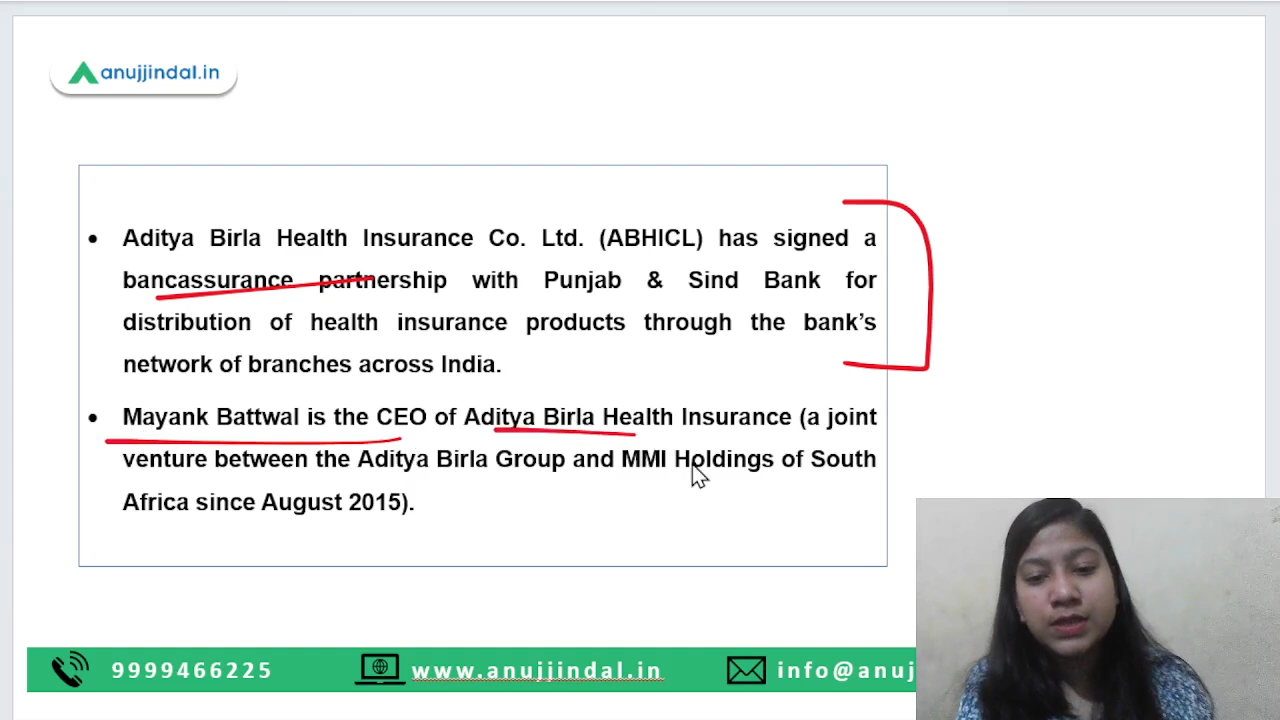 anujjindal.in
• Aditya Birla Health Insurance Co. Ltd. (ABHICL) has signed a
bancassurance partnership with Punjab & Sind Bank for
distribution of health insurance products through the bank’s
network of branches across India.
• Mayank Battwal is the CEO of Aditya Birla Health Insurance (a joint
venture between the Aditya Birla Group and MMI Holdings of South
Africa since August 2015).
9999466225 www.anujjindal.in info@anuj